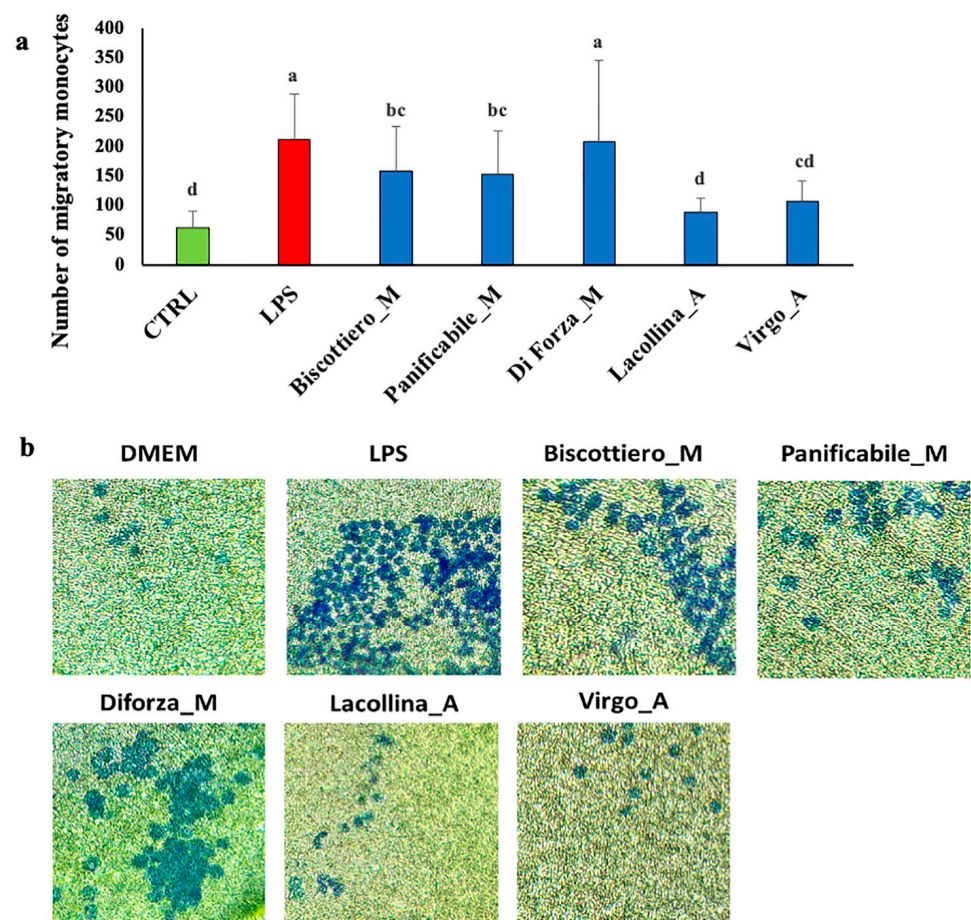 a
Number of migratory monocytes
400
350
300
250
200
150
100
50
0
d
a
bc
bc
a
d
cd
CTRL
LPS
Biscottiero_M
Panificabile_M
Di Forza_M
Lacollina_A
Virgo_A
b
DMEM
LPS
Biscottiero_M
Panificabile_M
Diforza_M
Lacollina_A
Virgo_A